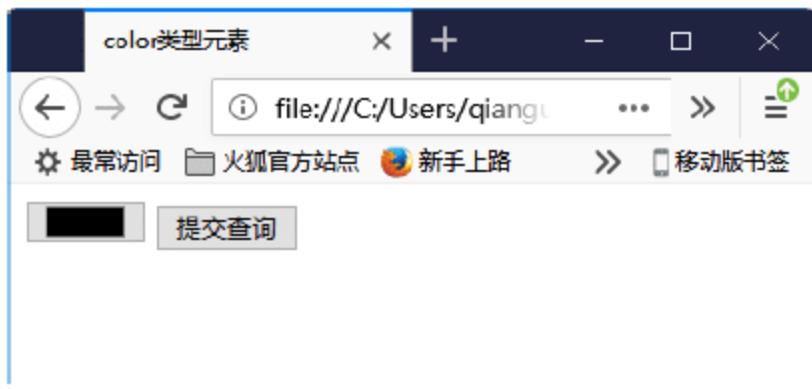 color类型元素
file:///C:/Users/qiangu
最常访问 火狐官方站点 新手上路 移动版书签
提交查询